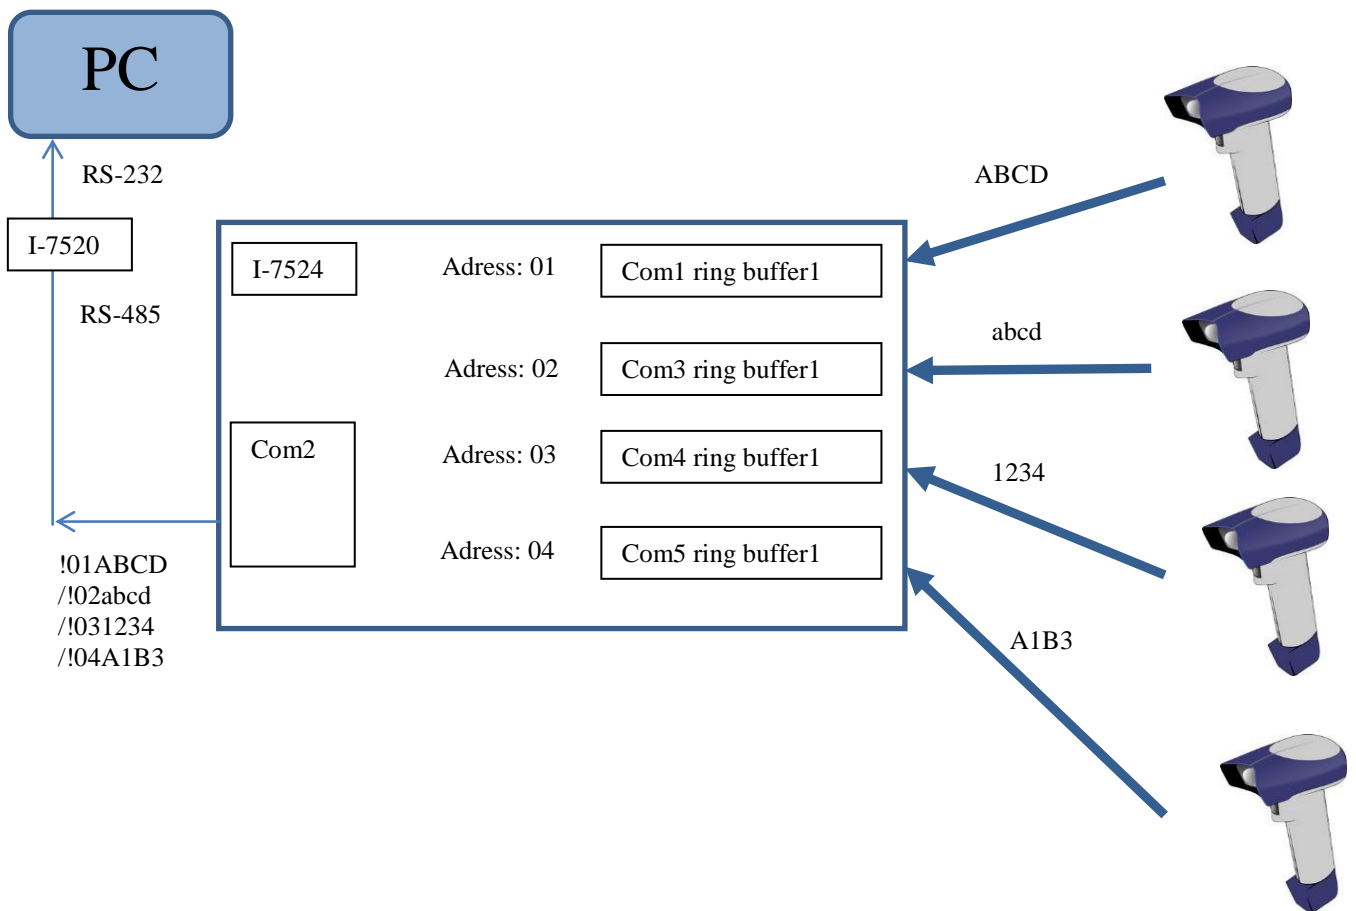 PC
RS-232
I-7520
RS-485
ABCD
I-7524
Adress: 01
Com1 ring buffer1
abcd
Adress: 02
Com3 ring buffer1
Com2
Adress: 03
Com4 ring buffer1
1234
Adress: 04
Com5 ring buffer1
A1B3
!01ABCD
/!02abcd
/!031234
/!04A1B3